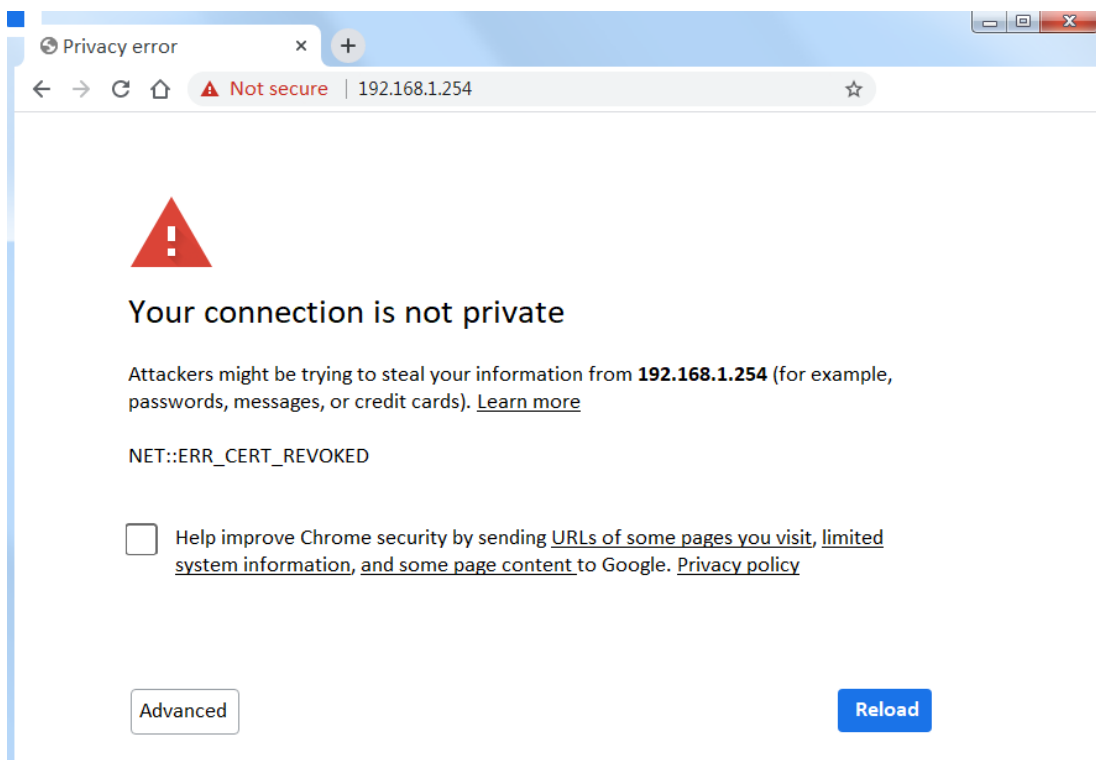 Privacy error
Not secure | 192.168.1.254
Your connection is not private
Attackers might be trying to steal your information from 192.168.1.254 (for example,
passwords, messages, or credit cards). Learn more
NET::ERR_CERT_REVOKED
Help improve Chrome security by sending URLs of some pages you visit, limited
system information, and some page content to Google. Privacy policy
Advanced
Reload